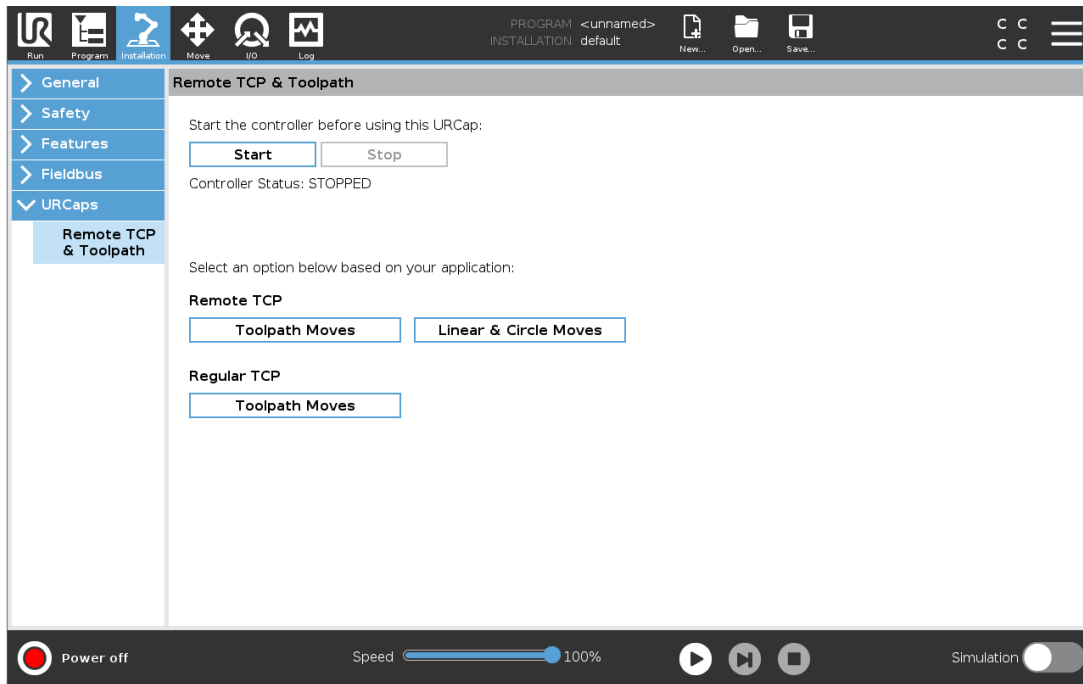 PROGRAM <unnamed>
INSTALLATION default
C C
C C
Run Program Installation Move I/O Log New... Open... Save...
General
Safety
Features
Fieldbus
URCaps
Remote TCP
& Toolpath
Remote TCP & Toolpath
Start the controller before using this URCap:
Start Stop
Controller Status: STOPPED
Select an option below based on your application:
Remote TCP
Toolpath Moves Linear & Circle Moves
Regular TCP
Toolpath Moves
Power off Speed 100% Simulation